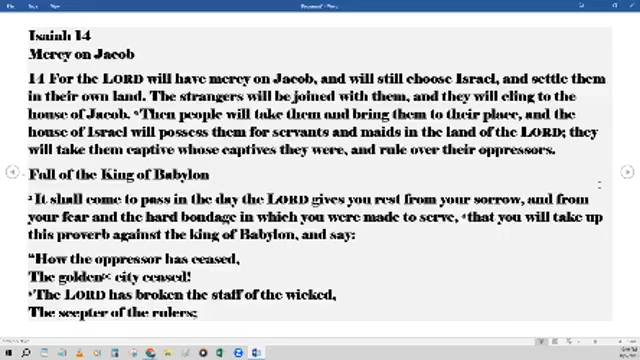 Isaiah 14
Mercy on Jacob
14 For the LORD will have mercy on Jacob, and will still choose Israel, and settle them
in their own land. The strangers will be joined with them, and they will cling to the
house of Jacob. Then people will take them and bring them to their place, and the
house of Israel will possess them for servants and maids in the land of the LORD; they
will take them captive whose captives they were, and rule over their oppressors.
Fall of the King of Babylon
³ It shall come to pass in the day the LORD gives you rest from your sorrow, and from
your fear and the hard bondage in which you were made to serve, ⁴ that you will take up
this proverb against the king of Babylon, and say:
“How the oppressor has ceased,
The golden city ceased!
⁵ The LORD has broken the staff of the wicked,
The scepter of the rulers;